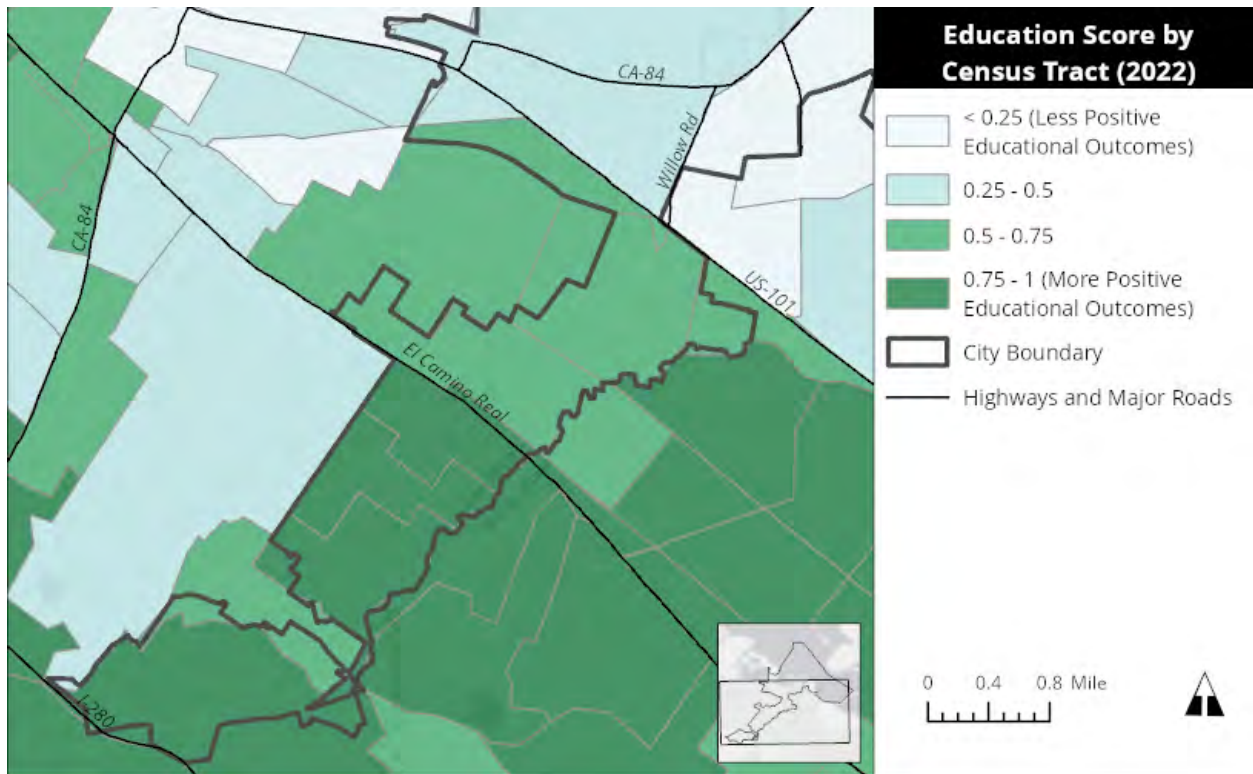 Education Score by
Census Tract (2022)
< 0.25 (Less Positive
Educational Outcomes)
0.25 - 0.5
0.5 - 0.75
0.75 - 1 (More Positive
Educational Outcomes)
City Boundary
Highways and Major Roads
0 0.4 0.8 Mile
CA-84
Willow Rd
CA-84
US-101
El Camino Real
I-280